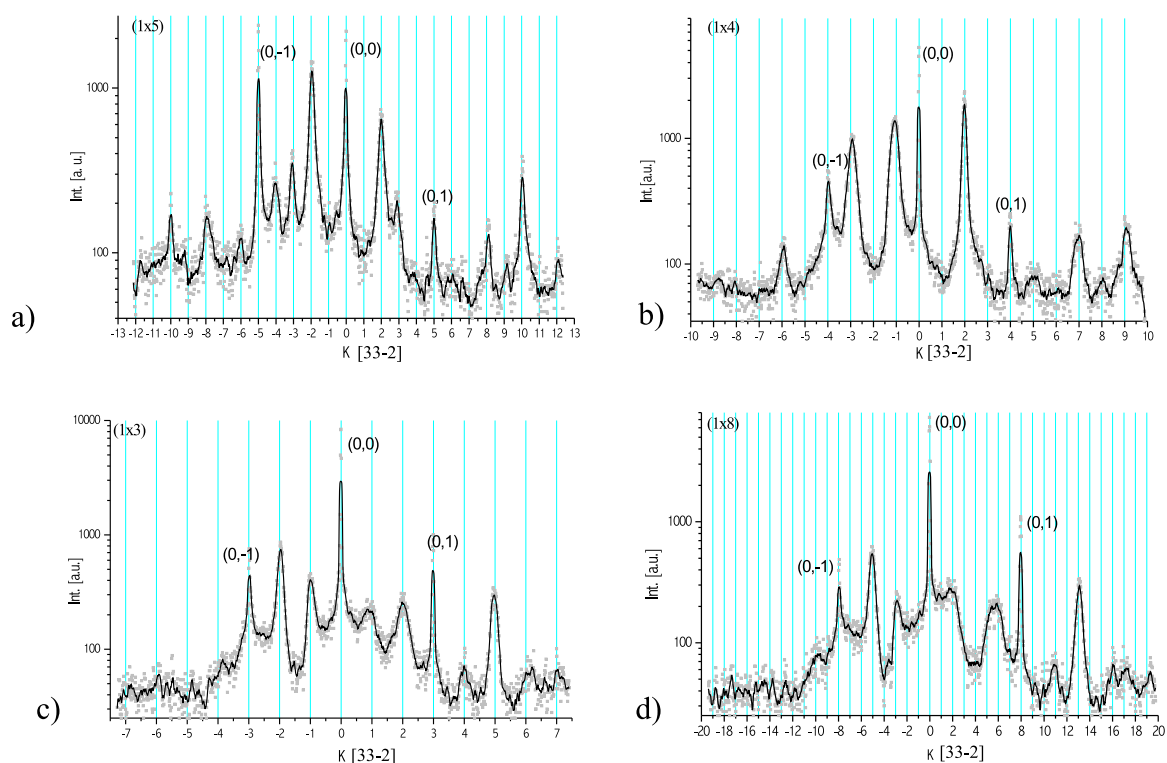 (1x5)
(0,-1)
(0,0)
(0,1)
1000
100
Int. [a. u.]
-13 -12 -11 -10 -9 -8 -7 -6 -5 -4 -3 -2 -1 0 1 2 3 4 5 6 7 8 9 10 11 12 13
K [33-2]
a)
(1x4)
(0,0)
(0,-1)
(0,1)
1000
100
Int. [a.u.]
-10 -9 -8 -7 -6 -5 -4 -3 -2 -1 0 1 2 3 4 5 6 7 8 9 10
K [33-2]
b)
10000
(1x3)
(0,0)
(0,-1)
(0,1)
1000
100
Int. [a.u.]
-7 -6 -5 -4 -3 -2 -1 0 1 2 3 4 5 6 7
K [33-2]
c)
(1x8)
(0,0)
(0,1)
(0,-1)
1000
100
Int. [a.u.]
-20 -18 -16 -14 -12 -10 -8 -6 -4 -2 0 2 4 6 8 10 12 14 16 18 20
K [33-2]
d)